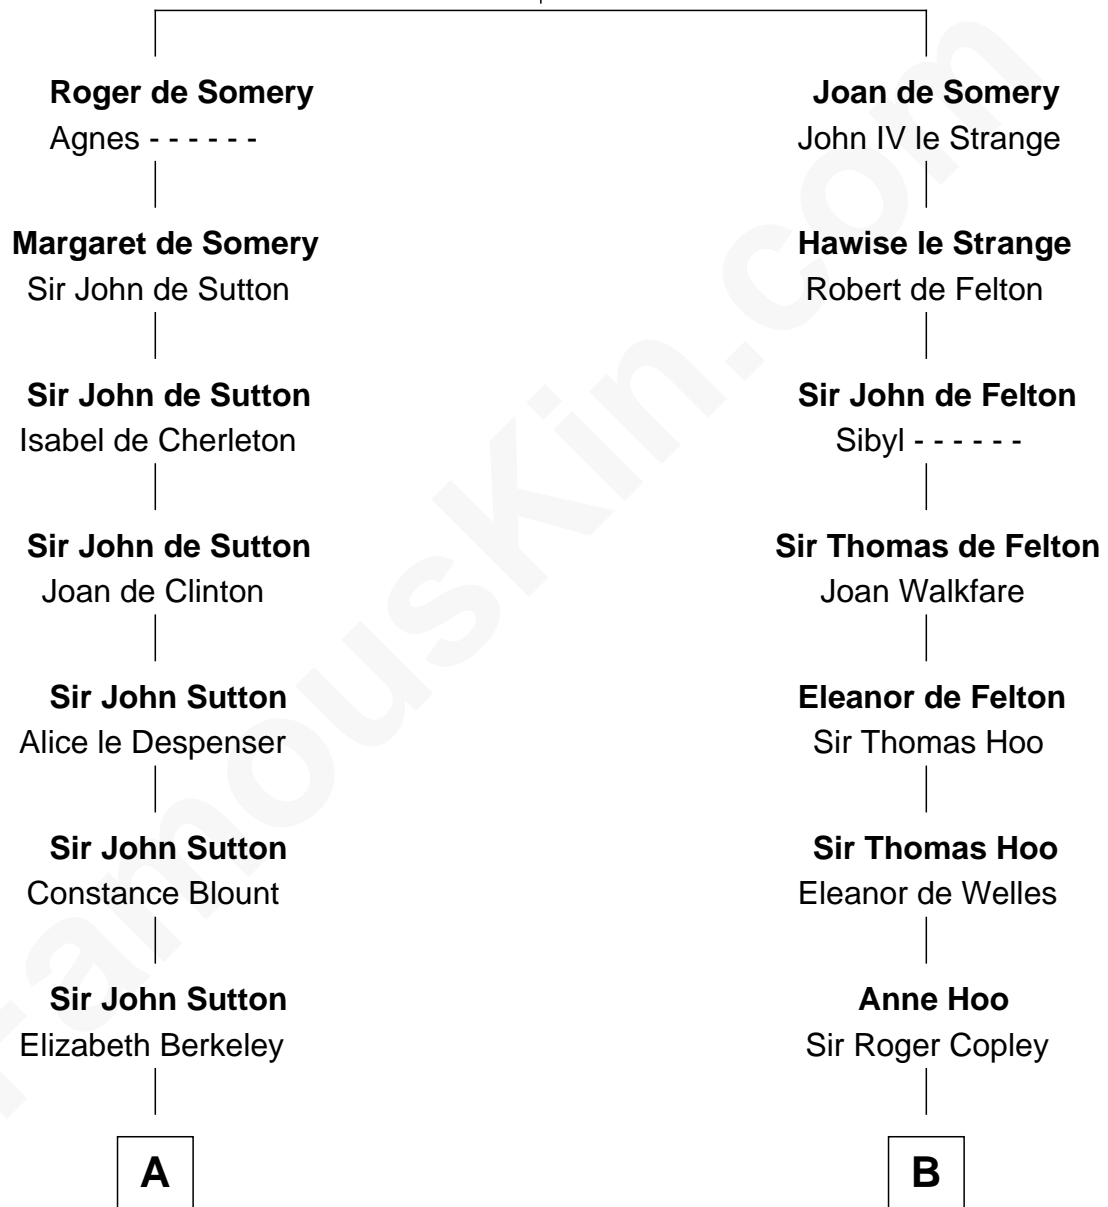 Roger de Somery
Agnes - - - - - -
Margaret de Somery
Sir John de Sutton
Sir John de Sutton
Isabel de Cherleton
Sir John de Sutton
Joan de Clinton
Sir John Sutton
Alice le Despenser
Sir John Sutton
Constance Blount
Sir John Sutton
Elizabeth Berkeley
A
Joan de Somery
John IV le Strange
Hawise le Strange
Robert de Felton
Sir John de Felton
Sibyl - - - - - -
Sir Thomas de Felton
Joan Walkfare
Eleanor de Felton
Sir Thomas Hoo
Sir Thomas Hoo
Eleanor de Welles
Anne Hoo
Sir Roger Copley
B
FamousKin.com